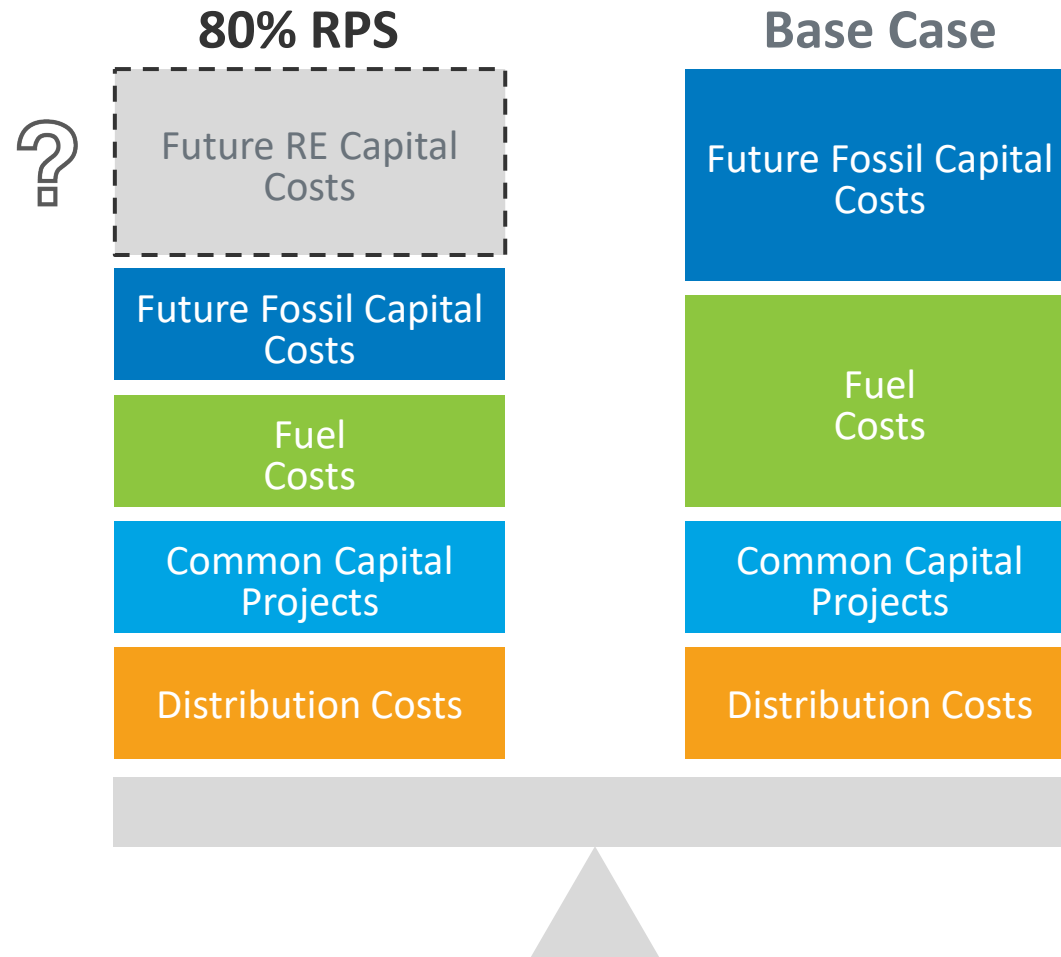 80% RPS
Base Case
?
Future RE Capital
Costs
Future Fossil Capital
Costs
Fuel
Costs
Common Capital
Projects
Distribution Costs
Future Fossil Capital
Costs
Fuel
Costs
Common Capital
Projects
Distribution Costs